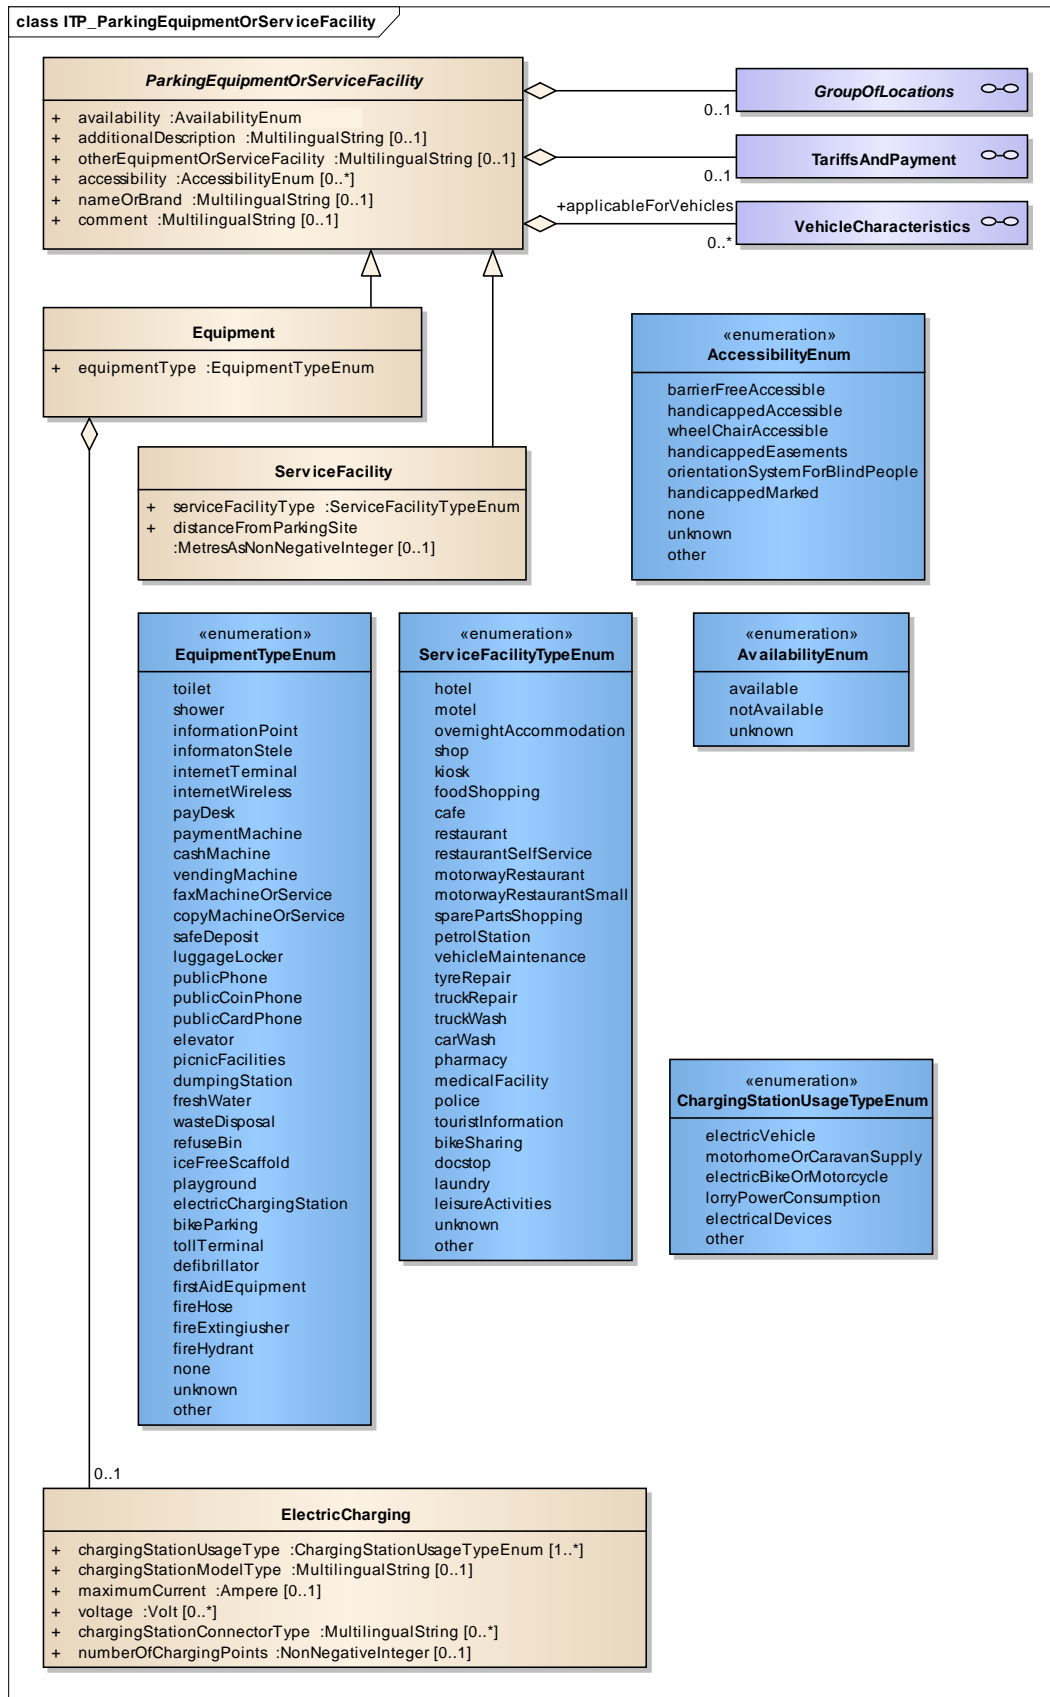 class ITP_ParkingEquipmentOrServiceFacility
ParkingEquipmentOrServiceFacility
+ availability :AvailabilityEnum
+ additionalDescription :MultilingualString [0..1]
+ otherEquipmentOrServiceFacility :MultilingualString [0..1]
+ accessibility :AccessibilityEnum [0..*]
+ nameOrBrand :MultilingualString [0..1]
+ comment :MultilingualString [0..1]
GroupOfLocations
0..1
TariffsAndPayment
0..1
+applicableForVehicles
VehicleCharacteristics
0..*
Equipment
+ equipmentType :EquipmentTypeEnum
«enumeration»
AccessibilityEnum
barrierFreeAccessible
handicappedAccessible
wheelChairAccessible
handicappedEasements
orientationSystemForBlindPeople
handicappedMarked
none
unknown
other
ServiceFacility
+ serviceFacilityType :ServiceFacilityTypeEnum
+ distanceFromParkingSite
:MetresAsNonNegativeInteger [0..1]
«enumeration»
EquipmentTypeEnum
toilet
shower
informationPoint
informatonStele
internetTerminal
internetWireless
payDesk
paymentMachine
cashMachine
vendingMachine
faxMachineOrService
copyMachineOrService
safeDeposit
luggageLocker
publicPhone
publicCoinPhone
publicCardPhone
elevator
picnicFacilities
dumpingStation
freshWater
wasteDisposal
refuseBin
iceFreeScaffold
playground
electricChargingStation
bikeParking
tollTerminal
defibrillator
firstAidEquipment
fireHose
fireExtingiusher
fireHydrant
none
unknown
other
«enumeration»
ServiceFacilityTypeEnum
hotel
motel
overnightAccommodation
shop
kiosk
foodShopping
cafe
restaurant
restaurantSelfService
motorwayRestaurant
motorwayRestaurantSmall
sparePartsShopping
petrolStation
vehicleMaintenance
tyreRepair
truckRepair
truckWash
carWash
pharmacy
medicalFacility
police
touristInformation
bikeSharing
docstop
laundry
leisureActivities
unknown
other
«enumeration»
AvailabilityEnum
available
notAvailable
unknown
«enumeration»
ChargingStationUsageTypeEnum
electricVehicle
motorhomeOrCaravanSupply
electricBikeOrMotorcycle
lorryPowerConsumption
electricalDevices
other
0..1
ElectricCharging
+ chargingStationUsageType :ChargingStationUsageTypeEnum [1..*]
+ chargingStationModelType :MultilingualString [0..1]
+ maximumCurrent :Ampere [0..1]
+ voltage :Volt [0..*]
+ chargingStationConnectorType :MultilingualString [0..*]
+ numberOfChargingPoints :NonNegativeInteger [0..1]